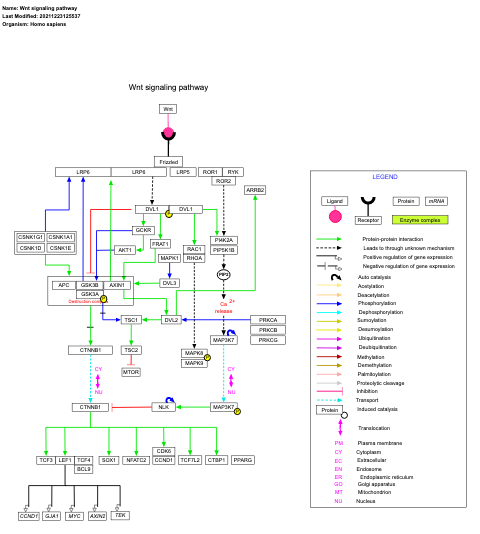 Name: Wnt signaling pathway
Last Modified: 20211223125537
Organism: Homo sapiens
Wnt signaling pathway
Wnt
Frizzled
LRP6
LRP6
LRP5
ROR1
RYK
ROR2
ARRB2
DVL1
DVL1
GCKR
CSNK1G1
CSNK1A1
CSNK1D
CSNK1E
AKT1
FRAT1
RAC1
RHOA
PI4K2A
PIP5K1B
MAPK1
PIP3
APC
GSK3B
AXIN1
GSK3A
DVL3
Destruction com
Ca 2+
release
TSC1
DVL2
PRKCA
PRKCB
PRKCG
CTNNB1
TSC2
MTOR
MAPK8
MAPK9
MAP3K7
CY
NU
CY
NU
CTNNB1
NLK
MAP3K7
P
TCF3
LEF1
TCF4
BCL9
SOX1
NFATC2
CDK6
CCND1
TCF7L2
CTBP1
PPARG
CCND1
GJA1
MYC
AXIN2
TEK
LEGEND
Ligand
Receptor
Protein
mRNA
Enzyme complex
Protein-protein interaction
Leads to through unknown mechanism
Positive regulation of gene expression
Negative regulation of gene expression
Auto catalysis
Acetylation
Deacetylation
Phosphorylation
Dephosphorylation
Sumoylation
Desumoylation
Ubiquitination
Deubiquitination
Methylation
Demethylation
Palmitoylation
Proteolytic cleavage
Inhibition
Transport
Protein
Induced catalysis
Translocation
PM Plasma membrane
CY Cytoplasm
EC Extracellular
EN Endosome
ER Endoplasmic reticulum
GO Golgi apparatus
MT Mitochondrion
NU Nucleus